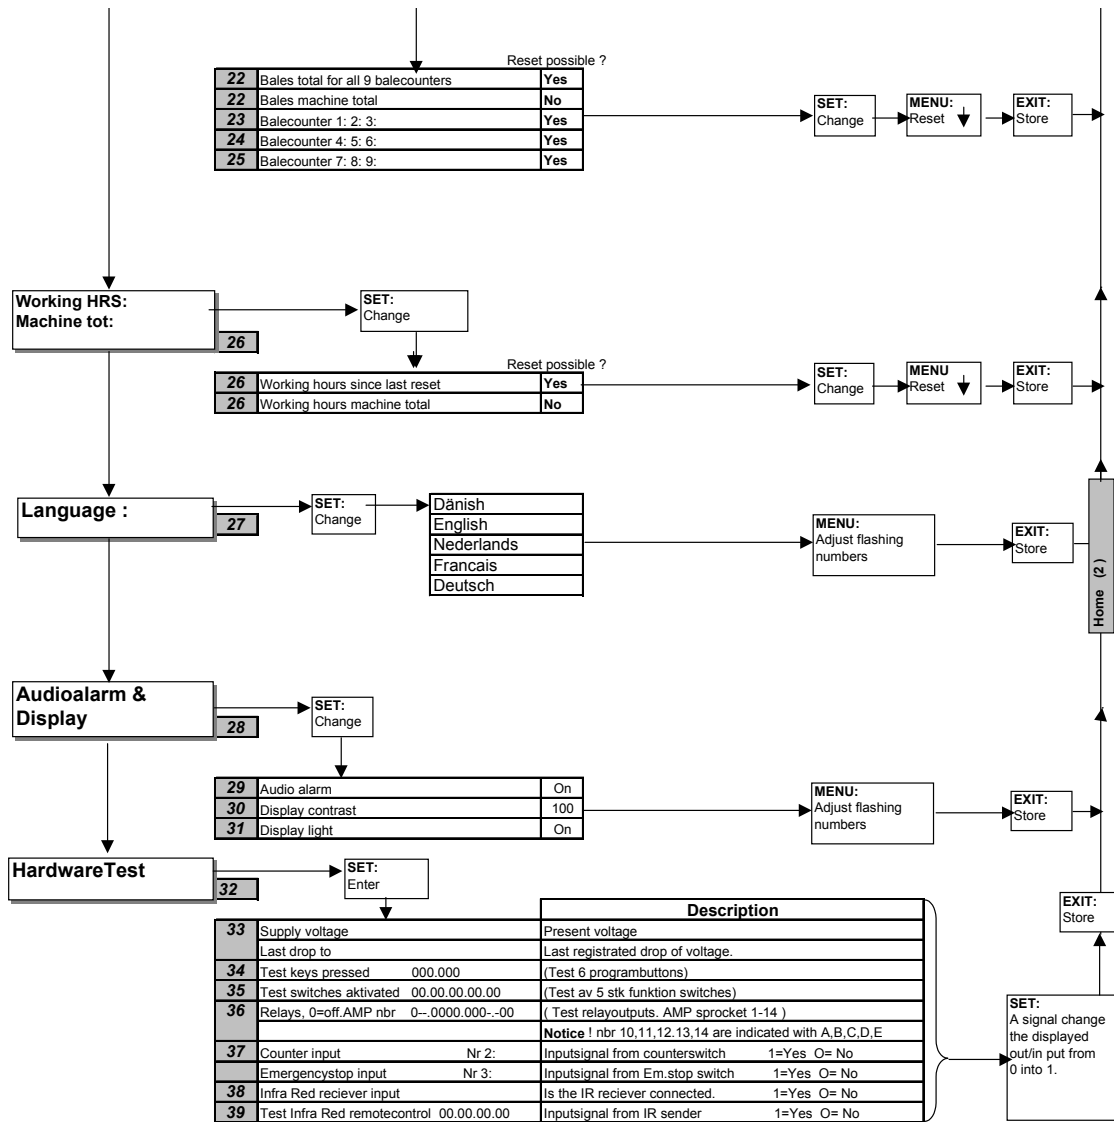 Reset possible ?
22 Bales total for all 9 balecounters Yes
22 Bales machine total No
23 Balecounter 1: 2: 3: Yes
24 Balecounter 4: 5: 6: Yes
25 Balecounter 7: 8: 9: Yes
SET:
Change
MENU:
Reset
EXIT:
Store
Working HRS:
Machine tot:
26
SET:
Change
Reset possible ?
26 Working hours since last reset Yes
26 Working hours machine total No
SET:
Change
MENU
Reset
EXIT:
Store
Language :
27
SET:
Change
Dänish
English
Nederlands
Francais
Deutsch
MENU:
Adjust flashing
numbers
EXIT:
Store
Home (2 )
Audioalarm &
Display
28
SET:
Change
29 Audio alarm On
30 Display contrast 100
31 Display light On
MENU:
Adjust flashing
numbers
EXIT:
Store
HardwareTest
32
SET:
Enter
Description
33 Supply voltage Present voltage
Last drop to Last registrated drop of voltage.
34 Test keys pressed 000.000 (Test 6 programbuttons)
35 Test switches aktivated 00.00.00.00.00 (Test av 5 stk funktion switches)
36 Relays, 0=off.AMP nbr 0--.0000.000-.-00 ( Test relayoutputs. AMP sprocket 1-14 )
Notice ! nbr 10,11,12.13,14 are indicated with A,B,C,D,E
37 Counter input Nr 2: Inputsignal from counterswitch 1=Yes O= No
Emergencystop input Nr 3: Inputsignal from Em.stop switch 1=Yes O= No
38 Infra Red reciever input Is the IR reciever connected. 1=Yes O= No
39 Test Infra Red remotecontrol 00.00.00.00 Inputsignal from IR sender 1=Yes O= No
EXIT:
Store
SET:
A signal change
the displayed
out/in put from
0 into 1.